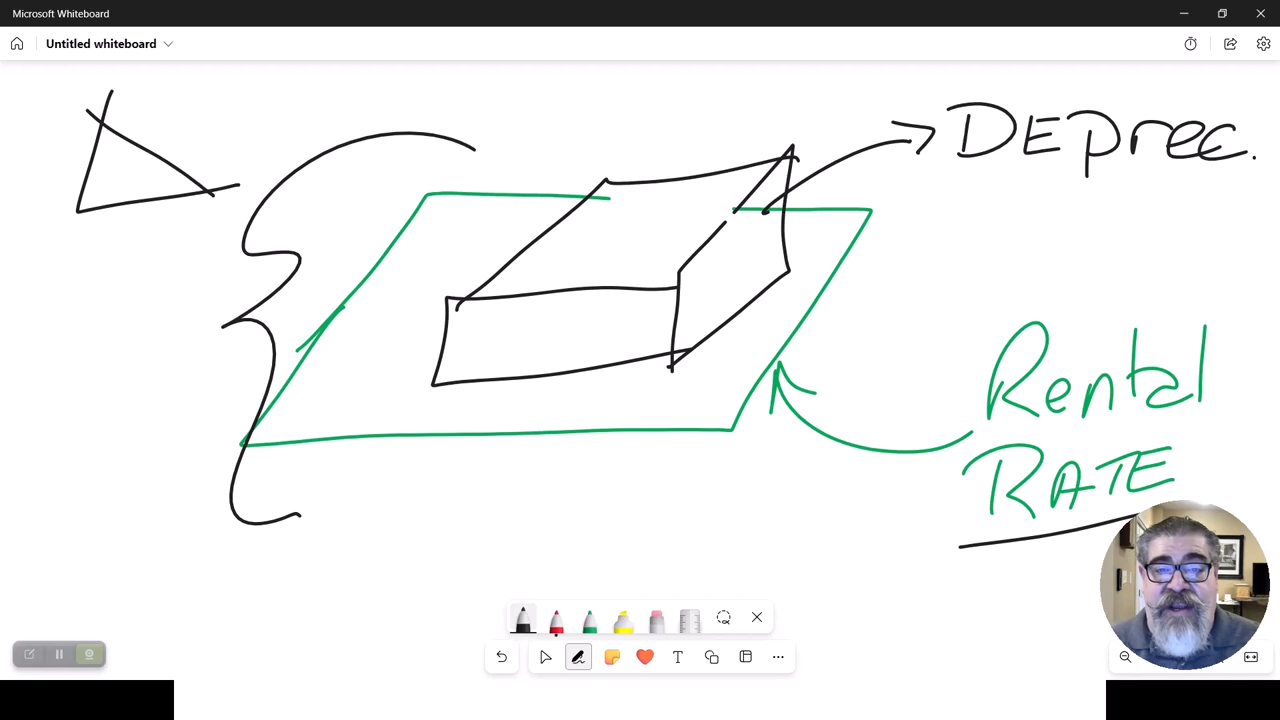 Microsoft Whiteboard
Untitled whiteboard
DEprec.
Rental
RATE